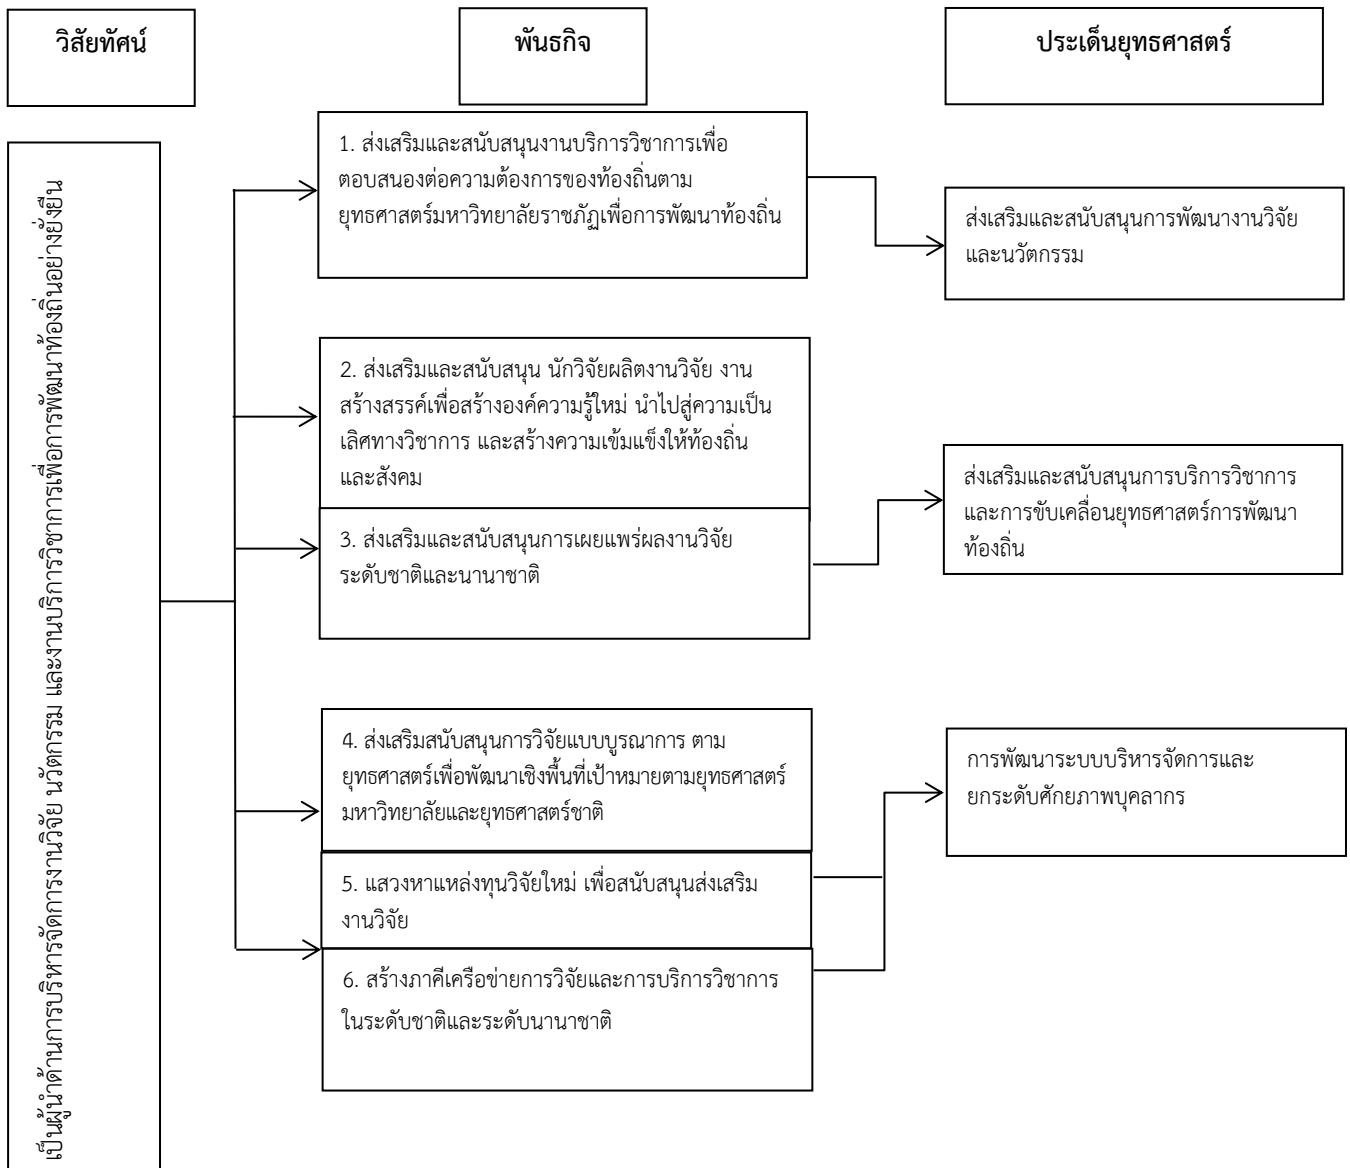 วิสัยทัศน์
พันธกิจ
ประเด็นยุทธศาสตร์
เป็นผู้นำด้านการบริหารจัดการงานวิจัย นวัตกรรม และงานบริการวิชาการเพื่อการพัฒนาท้องถิ่นอย่างยั่งยืน
1. ส่งเสริมและสนับสนุนงานบริการวิชาการเพื่อ
ตอบสนองต่อความต้องการของท้องถิ่นตาม
ยุทธศาสตร์มหาวิทยาลัยราชภัฏเพื่อการพัฒนาท้องถิ่น
2. ส่งเสริมและสนับสนุน นักวิจัยผลิตงานวิจัย งาน
สร้างสรรค์เพื่อสร้างองค์ความรู้ใหม่ นำไปสู่ความเป็น
เลิศทางวิชาการ และสร้างความเข้มแข็งให้ท้องถิ่น
และสังคม
3. ส่งเสริมและสนับสนุนการเผยแพร่ผลงานวิจัย
ระดับชาติและนานาชาติ
4. ส่งเสริมสนับสนุนการวิจัยแบบบูรณาการ ตาม
ยุทธศาสตร์เพื่อพัฒนาเชิงพื้นที่เป้าหมายตามยุทธศาสตร์
มหาวิทยาลัยและยุทธศาสตร์ชาติ
5. แสวงหาแหล่งทุนวิจัยใหม่ เพื่อสนับสนุนส่งเสริม
งานวิจัย
6. สร้างภาคีเครือข่ายการวิจัยและการบริการวิชาการ
ในระดับชาติและระดับนานาชาติ
ส่งเสริมและสนับสนุนการพัฒนางานวิจัย
และนวัตกรรม
ส่งเสริมและสนับสนุนการบริการวิชาการ
และการขับเคลื่อนยุทธศาสตร์การพัฒนา
ท้องถิ่น
การพัฒนาระบบบริหารจัดการและ
ยกระดับศักยภาพบุคลากร